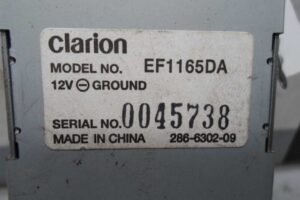 Clarion
MODEL NO. EF1165DA
12V ⊖ GROUND
SERIAL NO. 0045738
MADE IN CHINA 286-6302-09